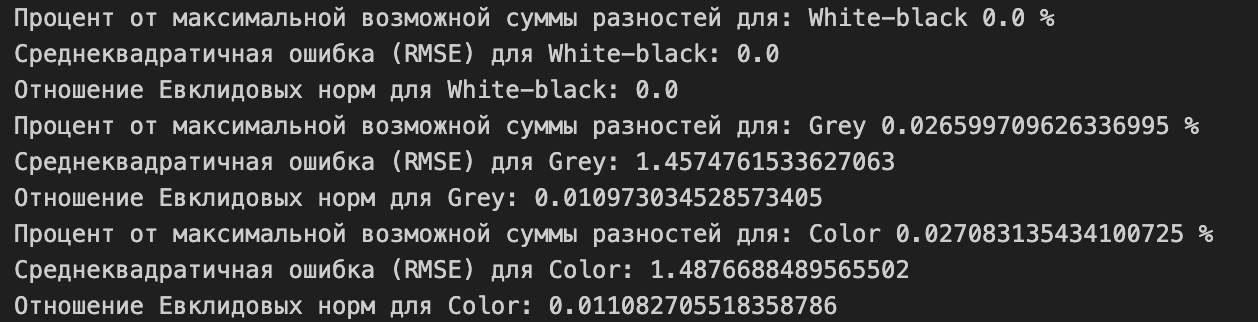 Процент от максимальной возможной суммы разностей для: White-black 0.0 %
Среднеквадратичная ошибка (RMSE) для White-black: 0.0
Отношение Евклидовых норм для White-black: 0.0
Процент от максимальной возможной суммы разностей для: Grey 0.026599709626336995 %
Среднеквадратичная ошибка (RMSE) для Grey: 1.4574761533627063
Отношение Евклидовых норм для Grey: 0.010973034528573405
Процент от максимальной возможной суммы разностей для: Color 0.027083135434100725 %
Среднеквадратичная ошибка (RMSE) для Color: 1.4876688489565502
Отношение Евклидовых норм для Color: 0.011082705518358786